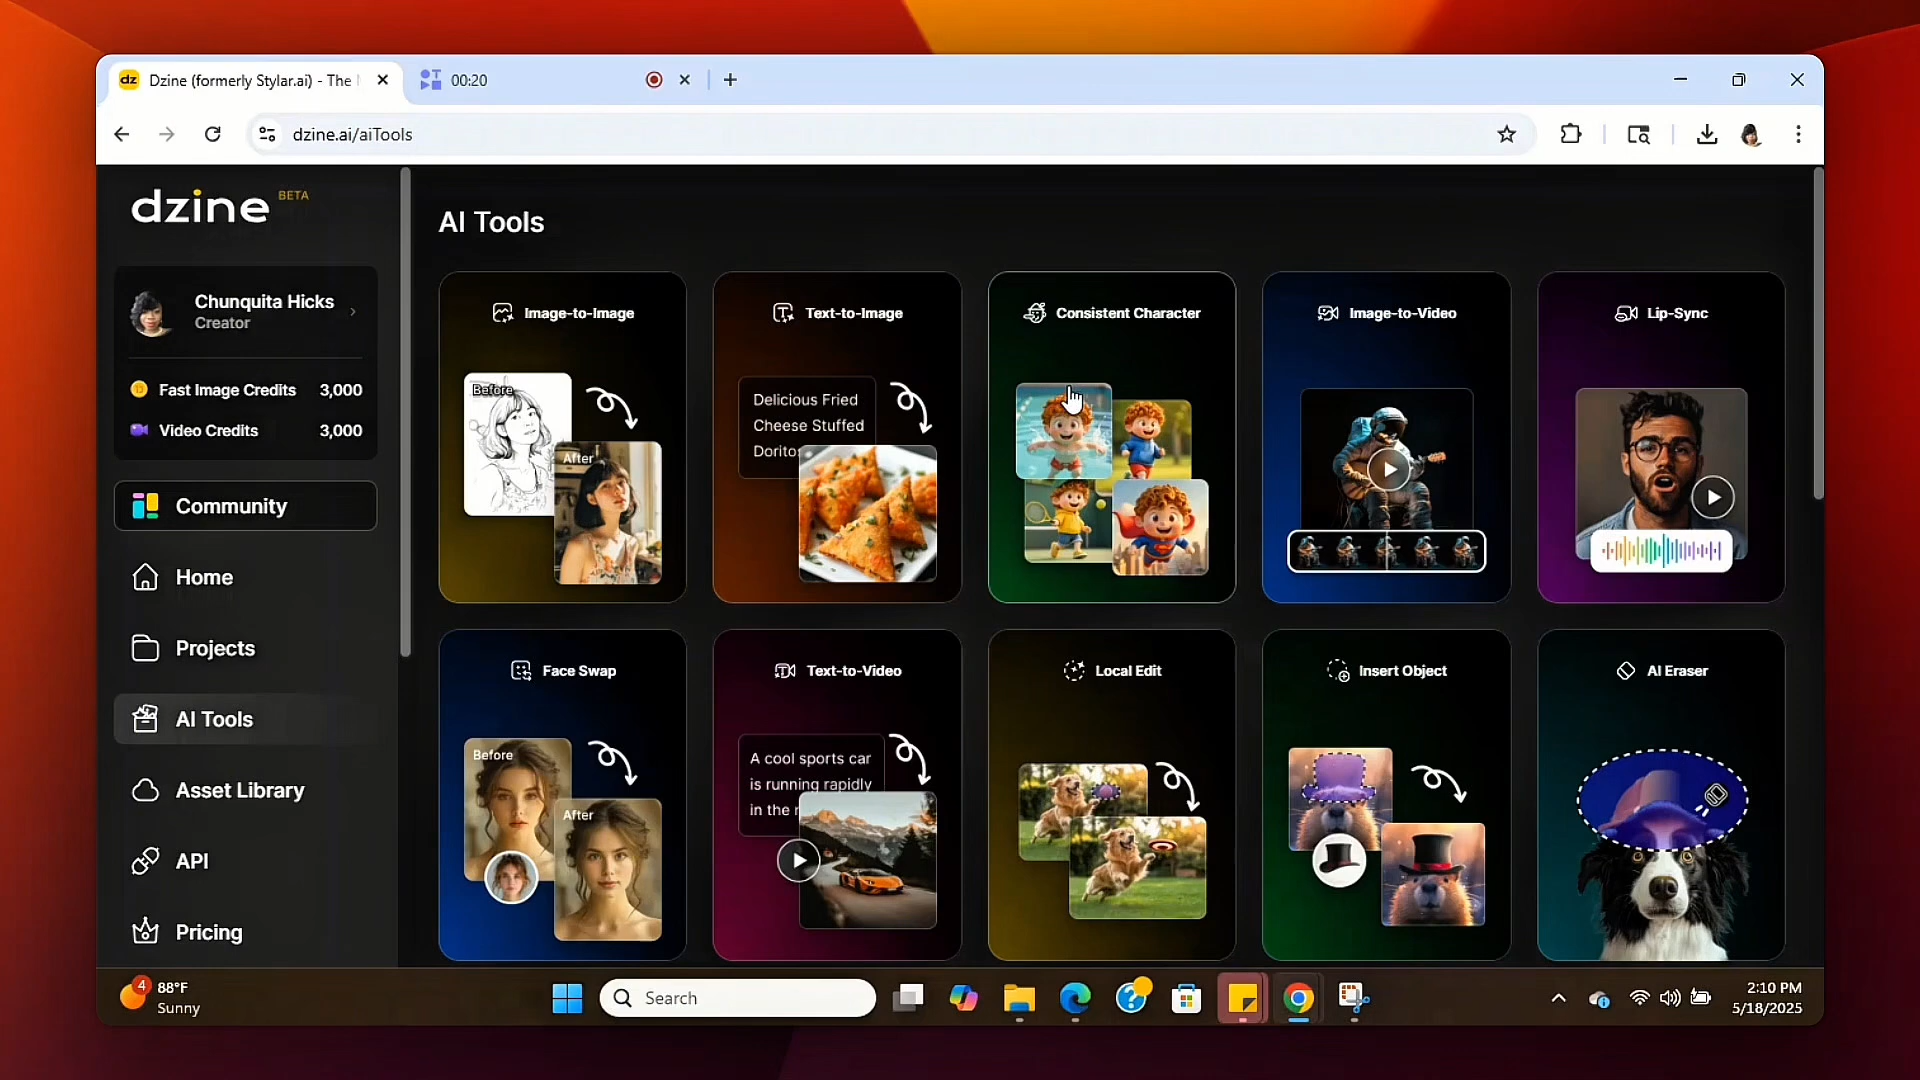 Dzine (formerly Stylar.ai) - The
00:20
dzine.ai/aiTools
dzine BETA
Chunquita Hicks
Creator
Fast Image Credits 3,000
Video Credits 3,000
Community
Home
Projects
AI Tools
Asset Library
API
Pricing
AI Tools
Image-to-Image
Before
After
Text-to-Image
Delicious Fried
Cheese Stuffed
Doritos
Consistent Character
Image-to-Video
Lip-Sync
Face Swap
Before
After
Text-to-Video
A cool sports car
is running rapidly
in the
Local Edit
Insert Object
AI Eraser
4
88°F
Sunny
Search
2:10 PM
5/18/2025